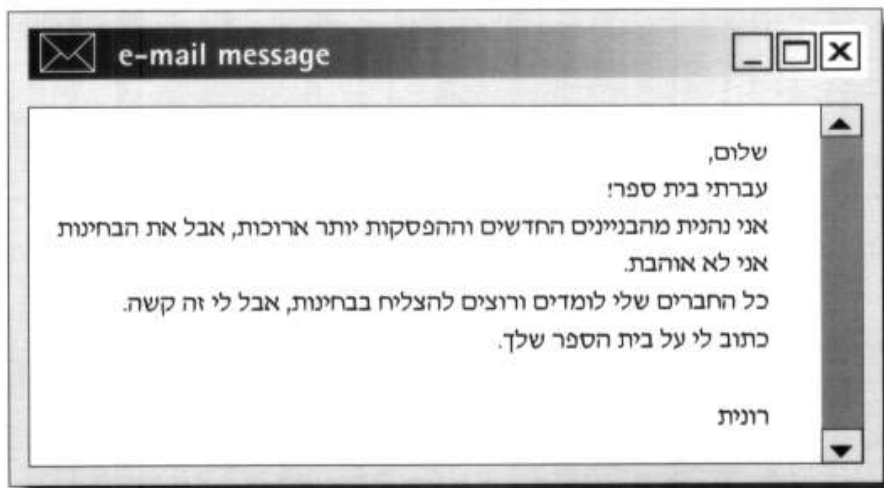 e-mail message
שלום,
עברתי בית ספר!
אני נהנית מהבניינים החדשים וההפסקות יותר ארוכות, אבל את הבחינות
אני לא אוהבת.
כל החברים שלי לומדים ורוצים להצליח בבחינות, אבל לי זה קשה.
כתוב לי על בית הספר שלך.
רונית